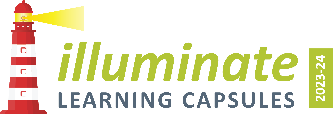 illuminate
LEARNING CAPSULES
2023-24